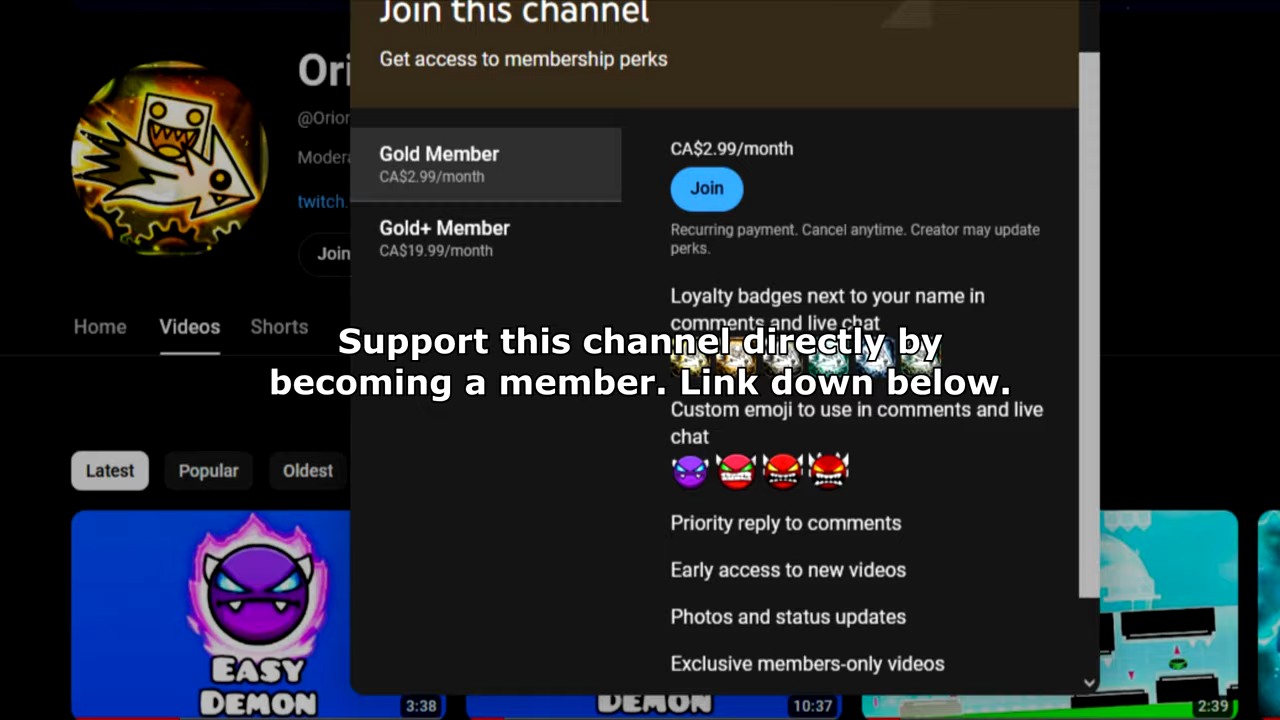 Join this channel
Get access to membership perks
Ori
@Orior
Modera
twitch.
Join
Gold Member
CA$2.99/month
Gold+ Member
CA$19.99/month
CA$2.99/month
Join
Recurring payment. Cancel anytime. Creator may update
perks.
Loyalty badges next to your name in
comments and live chat
Home
Videos
Shorts
Support this channel directly by
becoming a member. Link down below.
Custom emoji to use in comments and live
chat
Latest
Popular
Oldest
Priority reply to comments
Early access to new videos
Photos and status updates
Exclusive members-only videos
EASY
DEMON
3:38
DEMON
10:37
2:39